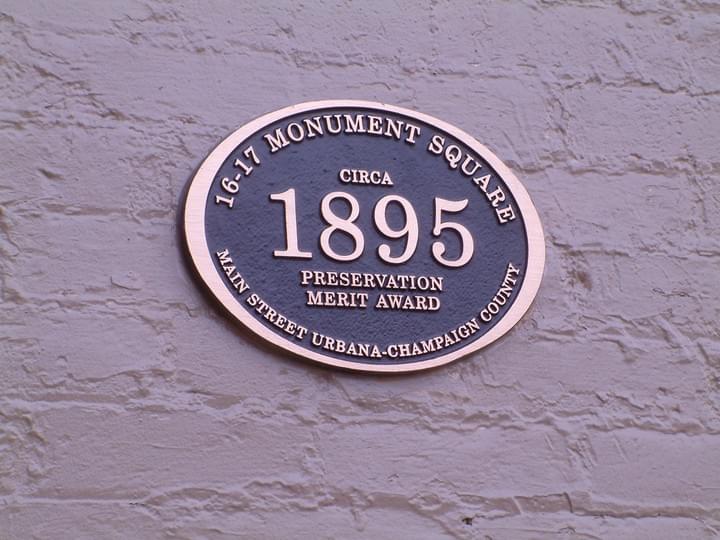 16-17 MONUMENT SQUARE
CIRCA
1895
PRESERVATION
MERIT AWARD
MAIN STREET URBANA-CHAMPAIGN COUNTY